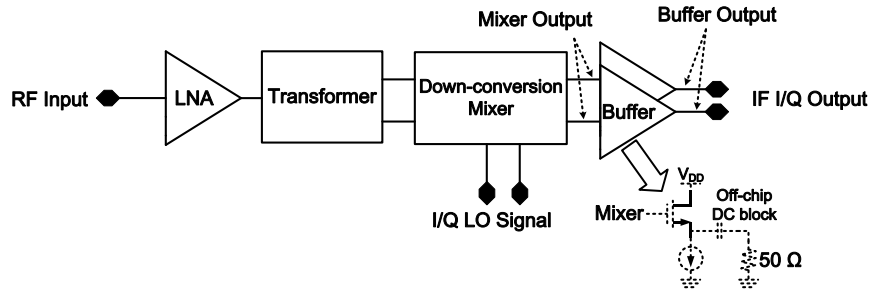 Mixer Output
Buffer Output
RF Input
LNA
Transformer
Down-conversion
Mixer
Buffer
IF I/Q Output
I/Q LO Signal
VDD
Mixer
Off-chip
DC block
50 Ω